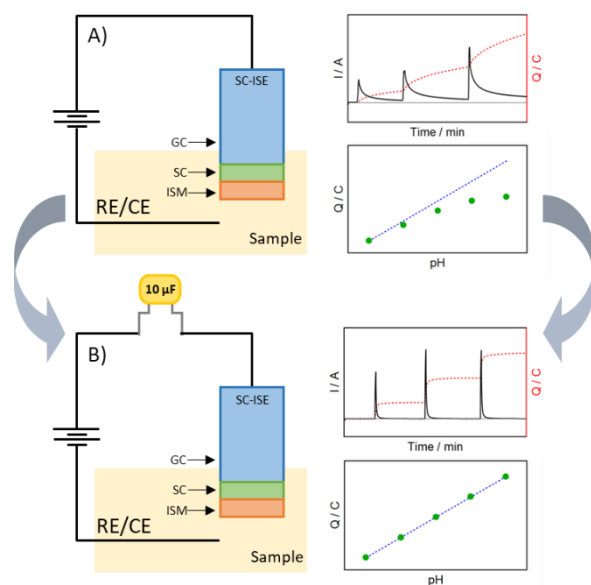 A)
SC-ISE
GC
SC
ISM
RE/CE
Sample
I / A
Q / C
Time / min
Q / C
pH
10 µF
B)
SC-ISE
GC
SC
ISM
RE/CE
Sample
I / A
Q / C
Time / min
Q / C
pH